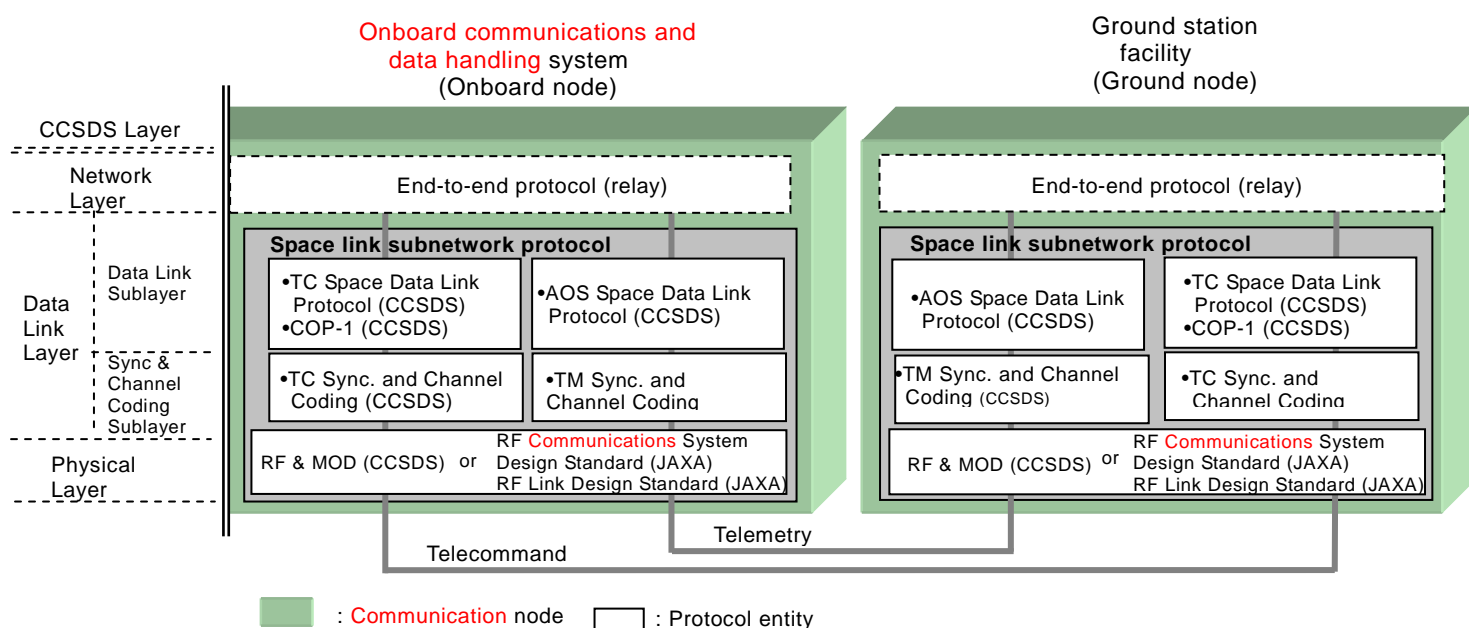 Onboard communications and
data handling system
(Onboard node)
Ground station
facility
(Ground node)
CCSDS Layer
Network
Layer
End-to-end protocol (relay)
End-to-end protocol (relay)
Data
Link
Layer
Data Link
Sublayer
Sync &
Channel
Coding
Sublayer
Physical
Layer
Space link subnetwork protocol
•TC Space Data Link
Protocol (CCSDS)
•COP-1 (CCSDS)
•AOS Space Data Link
Protocol (CCSDS)
•TC Sync. and Channel
Coding (CCSDS)
•TM Sync. and
Channel Coding
RF & MOD (CCSDS) or
RF Communications System
Design Standard (JAXA)
RF Link Design Standard (JAXA)
Space link subnetwork protocol
•AOS Space Data Link
Protocol (CCSDS)
•TC Space Data Link
Protocol (CCSDS)
•COP-1 (CCSDS)
•TM Sync. and Channel
Coding (CCSDS)
•TC Sync. and
Channel Coding
RF & MOD (CCSDS) or
RF Communications System
Design Standard (JAXA)
RF Link Design Standard (JAXA)
Telemetry
Telecommand
: Communication node
: Protocol entity